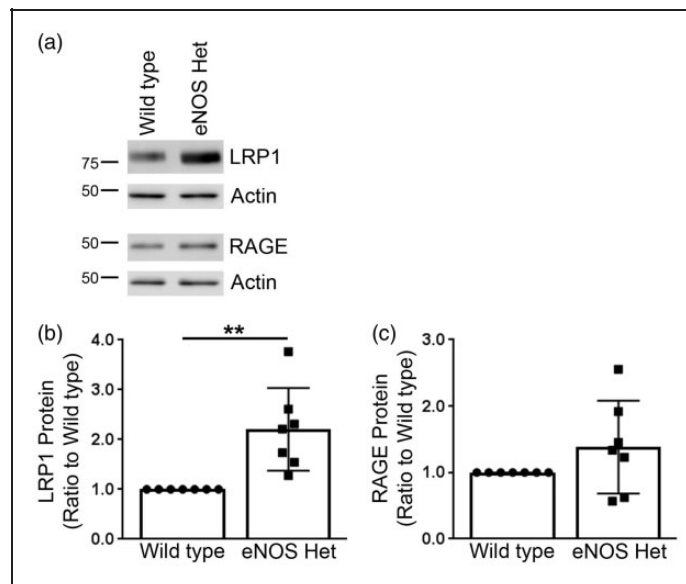 (a)
Wild type
eNOS Het
75
LRP1
50
Actin
50
RAGE
50
Actin
(b)
**
LRP1 Protein
(Ratio to Wild type)
4.0
3.0
2.0
1.0
0.0
Wild type eNOS Het
(c)
RAGE Protein
(Ratio to Wild type)
3.0
2.0
1.0
0.0
Wild type eNOS Het